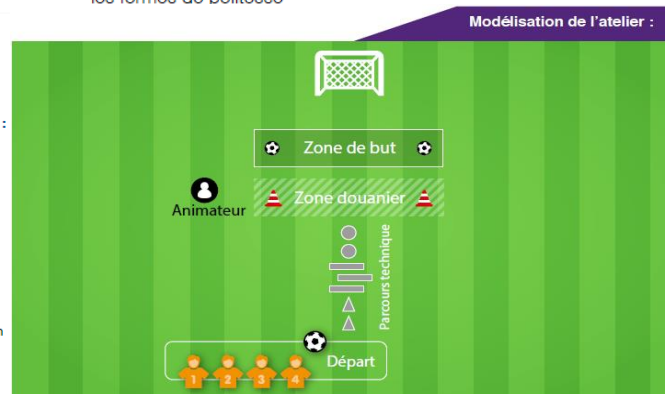 Modélisation de l'atelier :
:
Zone de but
Animateur
Zone douanier
Parcours technique
n
Départ
1 2 3 4